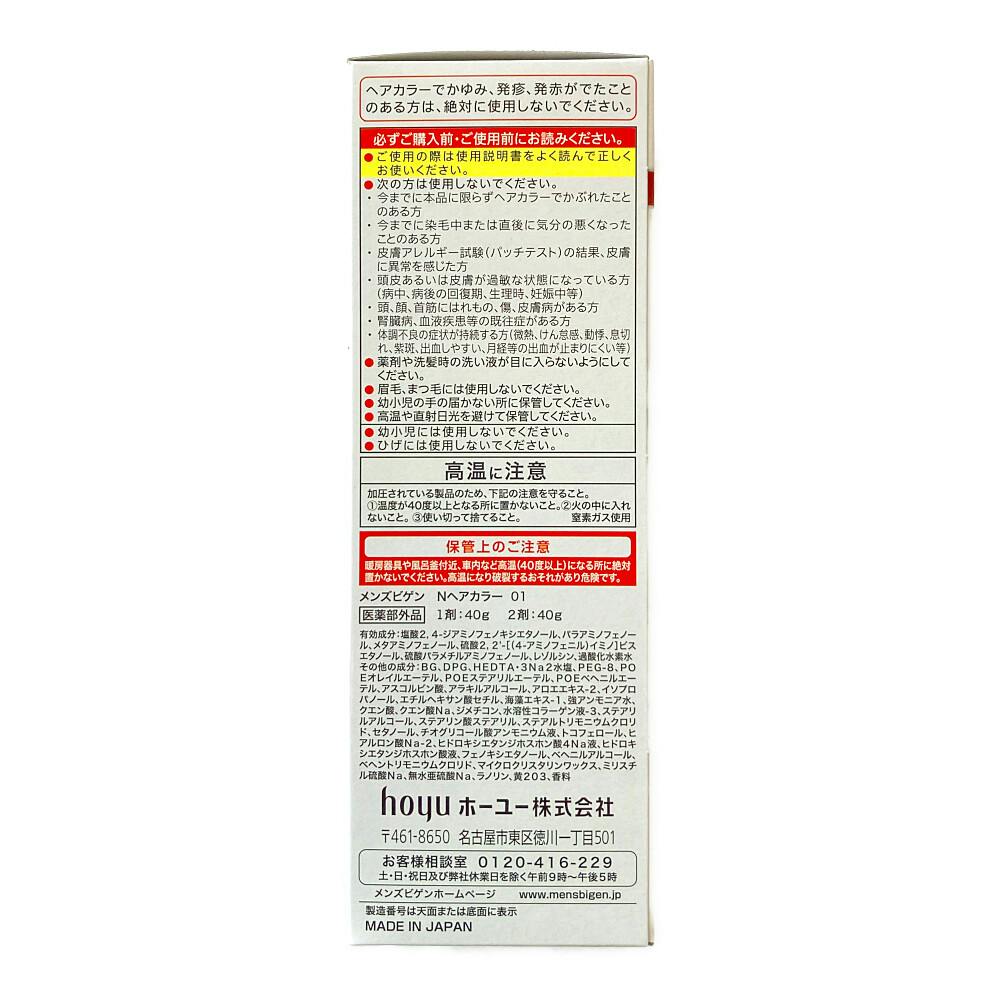 ヘアカラーでかゆみ、発疹、発赤がでたこと
のある方は、絶対に使用しないでください。
必ずご購入前・ご使用前にお読みください。
●ご使用の際は使用説明書をよく読んで正しく
お使いください。
●次の方は使用しないでください。
・今までに本品に限らずヘアカラーでかぶれたこと
のある方
・今までに染毛中または直後に気分の悪くなった
ことのある方
・皮膚アレルギー試験(パッチテスト)の結果、皮膚
に異常を感じた方
・頭皮あるいは皮膚が過敏な状態になっている方
(病中、病後の回復期、生理時、妊娠中等)
・頭、顔、首筋にはれもの、傷、皮膚病がある方
・腎臓病、血液疾患等の既往症がある方
・体調不良の症状が持続する方(微熱、けん怠感、動悸、息切
れ、紫斑、出血しやすい、月経等の出血が止まりにくい等)
●薬剤や洗髪時の洗い液が目に入らないようにして
ください。
●眉毛、まつ毛には使用しないでください。
●幼小児の手の届かない所に保管してください。
●高温や直射日光を避けて保管してください。
●幼小児には使用しないでください。
●ひげには使用しないでください。
高温に注意
加圧されている製品のため、下記の注意を守ること。
①温度が40度以上となる所に置かないこと。②火の中に入れ
ないこと。③使い切って捨てること。 窒素ガス使用
保管上のご注意
暖房器具や風呂釜付近、車内など高温(40度以上)になる所に絶対
置かないでください。高温になり破裂するおそれがあり危険です。
メンズビゲン Nヘアカラー 01
医薬部外品 1剤:40g 2剤:40g
有効成分:塩酸2, 4-ジアミノフェノキシエタノール、パラアミノフェノー
ル、メタアミノフェノール、硫酸2, 2'-[(4-アミノフェニル)イミノ]ビス
エタノール、硫酸パラメチルアミノフェノール、レゾルシン、過酸化水素水
その他の成分:BG、DPG、HEDTA・3Na2水塩、PEG-8、PO
Eオレイルエーテル、POEステアリルエーテル、POEベヘニルエー
テル、アスコルビン酸、アラキルアルコール、アロエエキス-2、イソプロ
パノール、エチルヘキサン酸セチル、海藻エキス-1、強アンモニア水、
クエン酸、クエン酸Na、ジメチコン、水溶性コラーゲン液-3、ステアリ
ルアルコール、ステアリン酸ステアリル、ステアルトリモニウムクロリ
ド、セタノール、チオグリコール酸アンモニウム液、トコフェロール、ヒ
アルロン酸Na-2、ヒドロキシエタンジホスホン酸4Na液、ヒドロキ
シエタンジホスホン酸液、フェノキシエタノール、ベヘニルアルコール、
ベヘントリモニウムクロリド、マイクロクリスタリンワックス、ミリスチ
ル硫酸Na、無水亜硫酸Na、ラノリン、黄203、香料
hoyu ホーユー株式会社
〒461-8650 名古屋市東区徳川一丁目501
お客様相談室 0120-416-229
土・日・祝日及び弊社休業日を除く午前9時~午後5時
メンズビゲンホームページ www.mensbigen.jp
製造番号は天面または底面に表示
MADE IN JAPAN